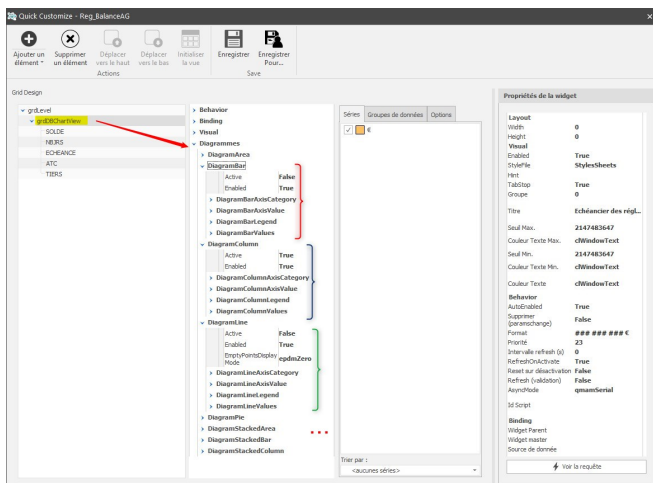 Quick Customize - Reg_BalanceAG
Ajouter un élément
Supprimer un élément
Déplacer vers le haut
Déplacer vers le bas
Initialiser la vue
Enregistrer
Enregistrer Pour...
Actions
Save
Grid Design
grdLevel
grdDBChartView
SOLDE
NBJRS
ECHEANCE
ATC
TIERS
Behavior
Binding
Visual
Diagrammes
DiagramArea
DiagramBar
Active False
Enabled True
DiagramBarAxisCategory
DiagramBarAxisValue
DiagramBarLegend
DiagramBarValues
DiagramColumn
Active True
Enabled True
DiagramColumnAxisCategory
DiagramColumnAxisValue
DiagramColumnLegend
DiagramColumnValues
DiagramLine
Active False
Enabled True
EmptyPointsDisplay Mode epdmZero
DiagramLineAxisCategory
DiagramLineAxisValue
DiagramLineLegend
DiagramLineValues
DiagramPie
DiagramStackedArea
DiagramStackedBar
DiagramStackedColumn
Séries Groupes de données Options
€
Trier par :
<aucunes séries>
Propriétés de la widget
Layout
Width 0
Height 0
Visual
Enabled True
StyleFile StylesSheets
Hint
TabStop True
Groupe 0
Titre Echéancier des régl...
Seuil Max. 2147483647
Couleur Texte Max. clWindowText
Seuil Min. 2147483647
Couleur Texte Min. clWindowText
Couleur Texte clWindowText
Behavior
AutoEnabled True
Supprimer (paramschange) False
Format ### ### ### €
Priorité 23
Intervalle refresh (s) 0
RefreshOnActivate True
Reset sur désactivation False
Refresh (validation) False
AsyncMode qmamSerial
Id Script
Binding
Widget Parent
Widget master
Source de donnée
Voir la requête